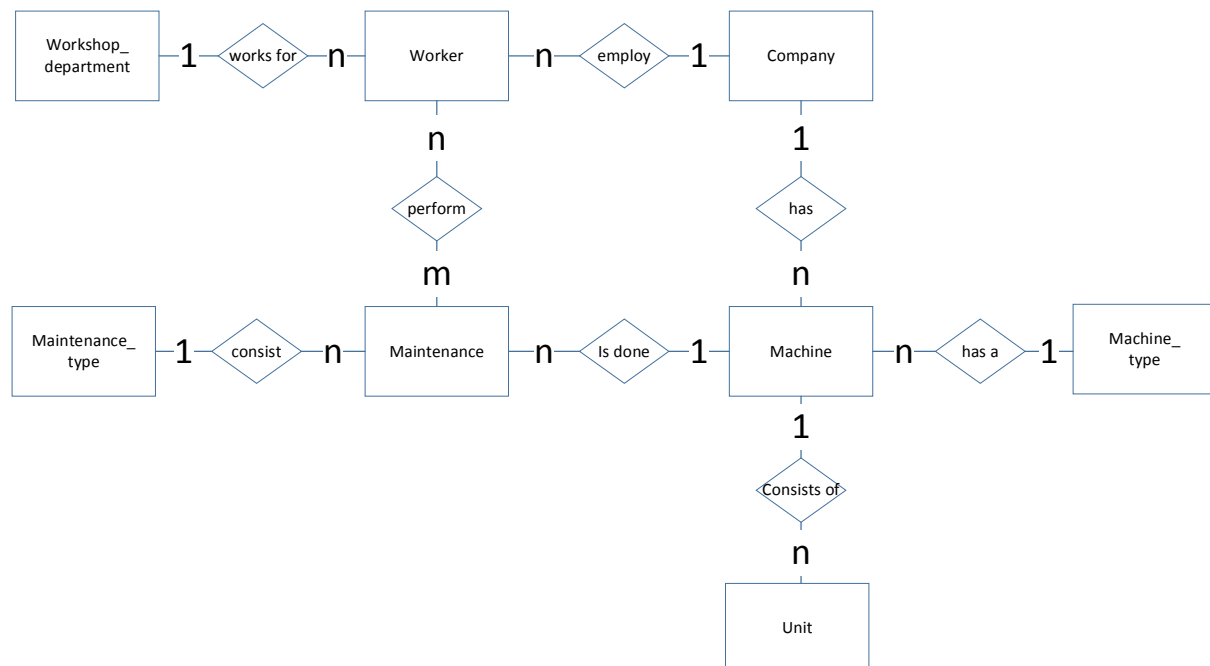 Workshop_
department
1
works for
n
Worker
n
employ
1
Company
n
perform
m
1
has
n
Maintenance_
type
1
consist
n
Maintenance
n
Is done
1
Machine
n
has a
1
Machine_
type
1
Consists of
n
Unit